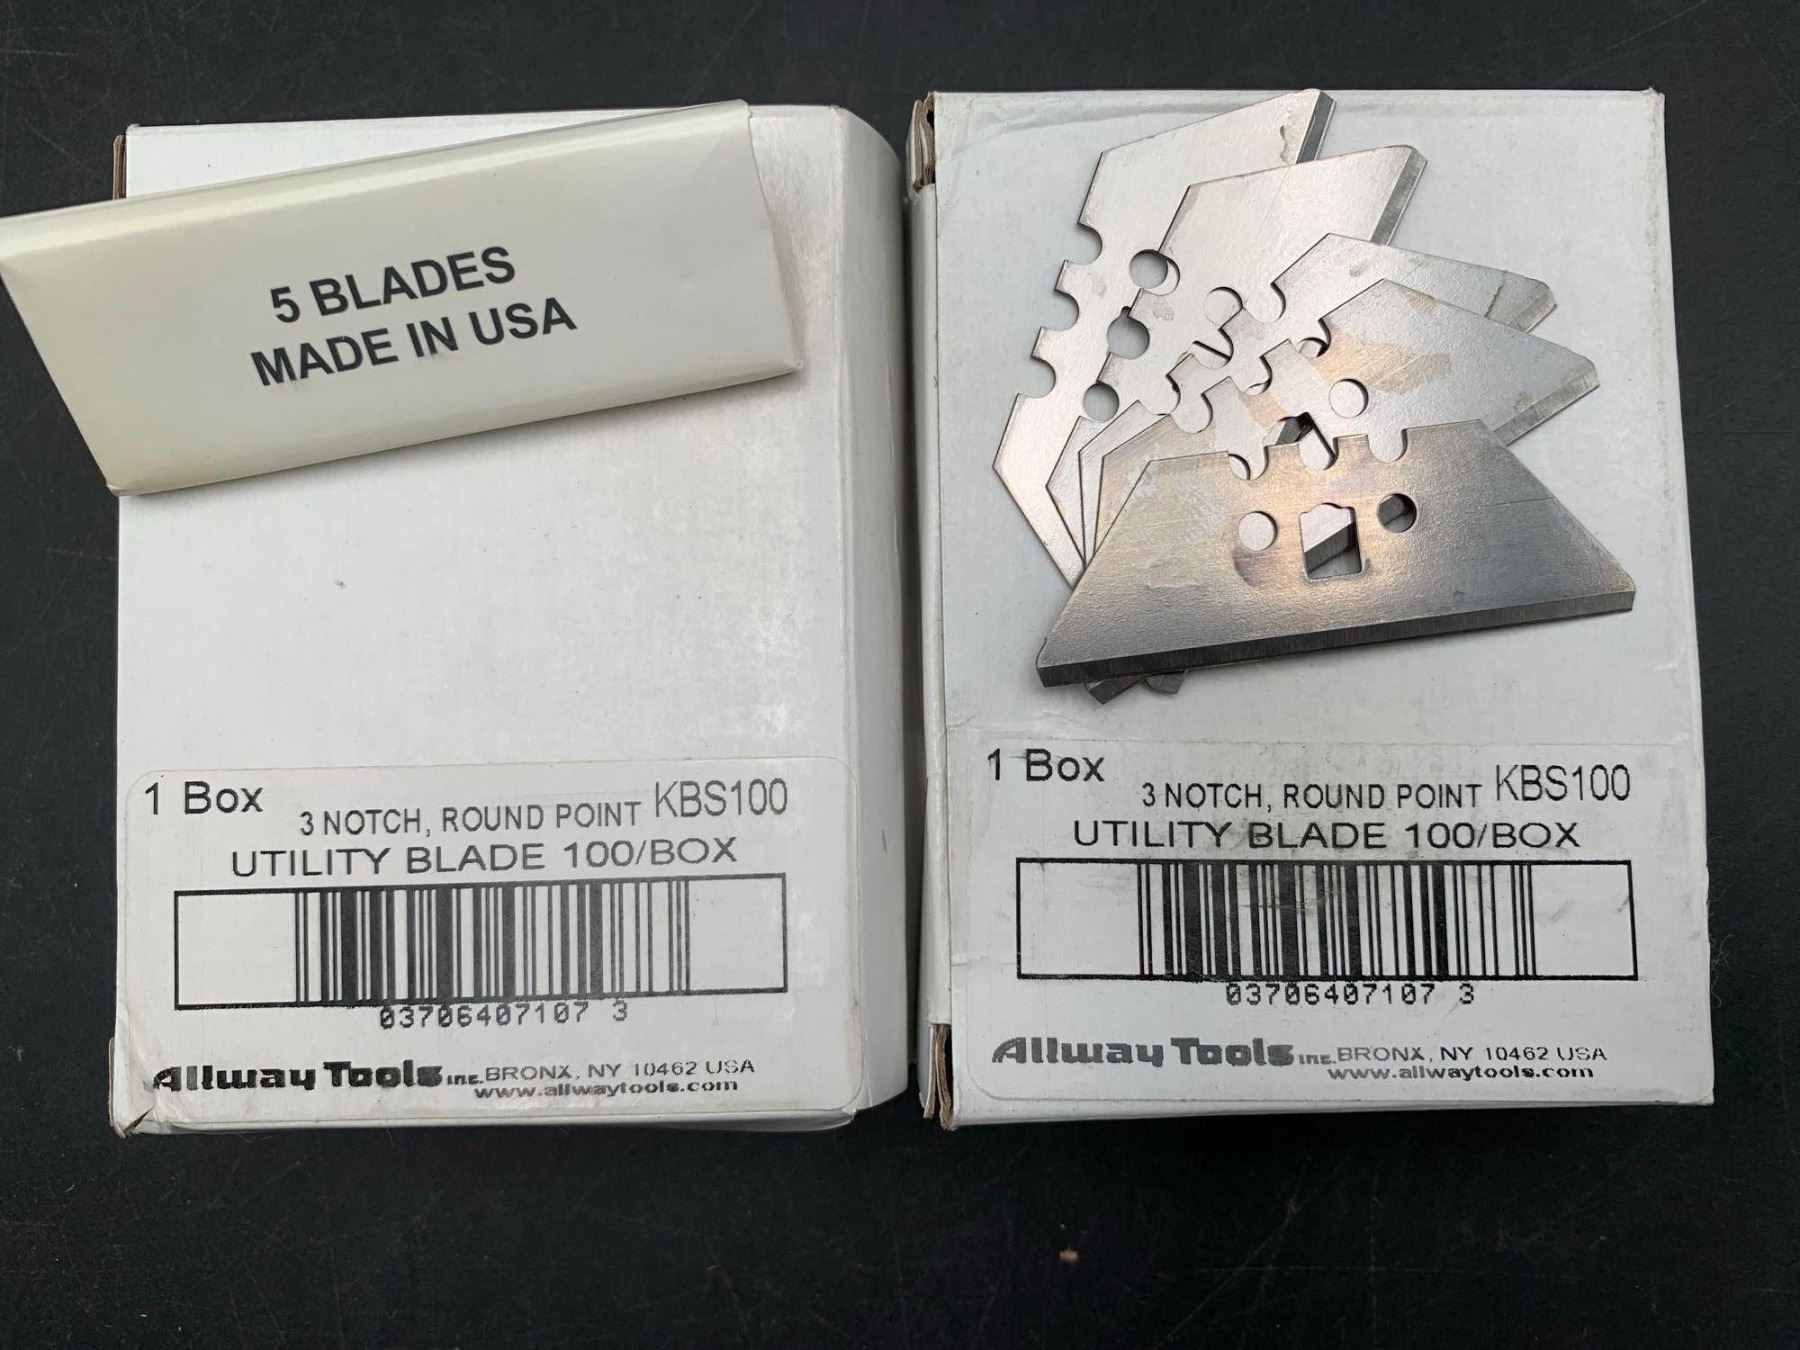 5 BLADES
MADE IN USA
1 Box
3 NOTCH, ROUND POINT KBS100
UTILITY BLADE 100/BOX
03706407107 3
Allway Tools inc. BRONX, NY 10462 USA
www.allwaytools.com
1 Box
3 NOTCH, ROUND POINT KBS100
UTILITY BLADE 100/BOX
03706407107 3
Allway Tools inc. BRONX, NY 10462 USA
www.allwaytools.com